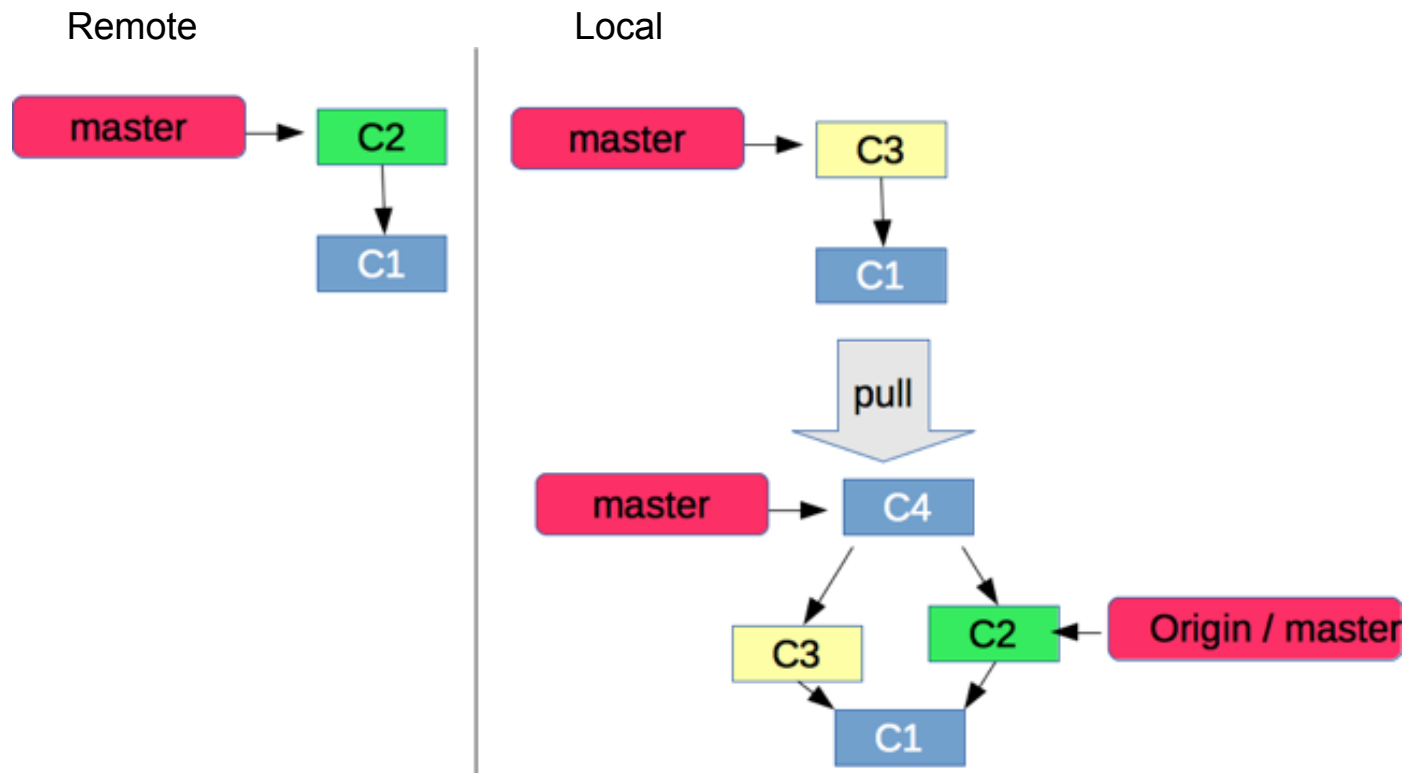 Remote
Local
master
C2
C1
master
C3
C1
pull
master
C4
C3
C2
Origin / master
C1